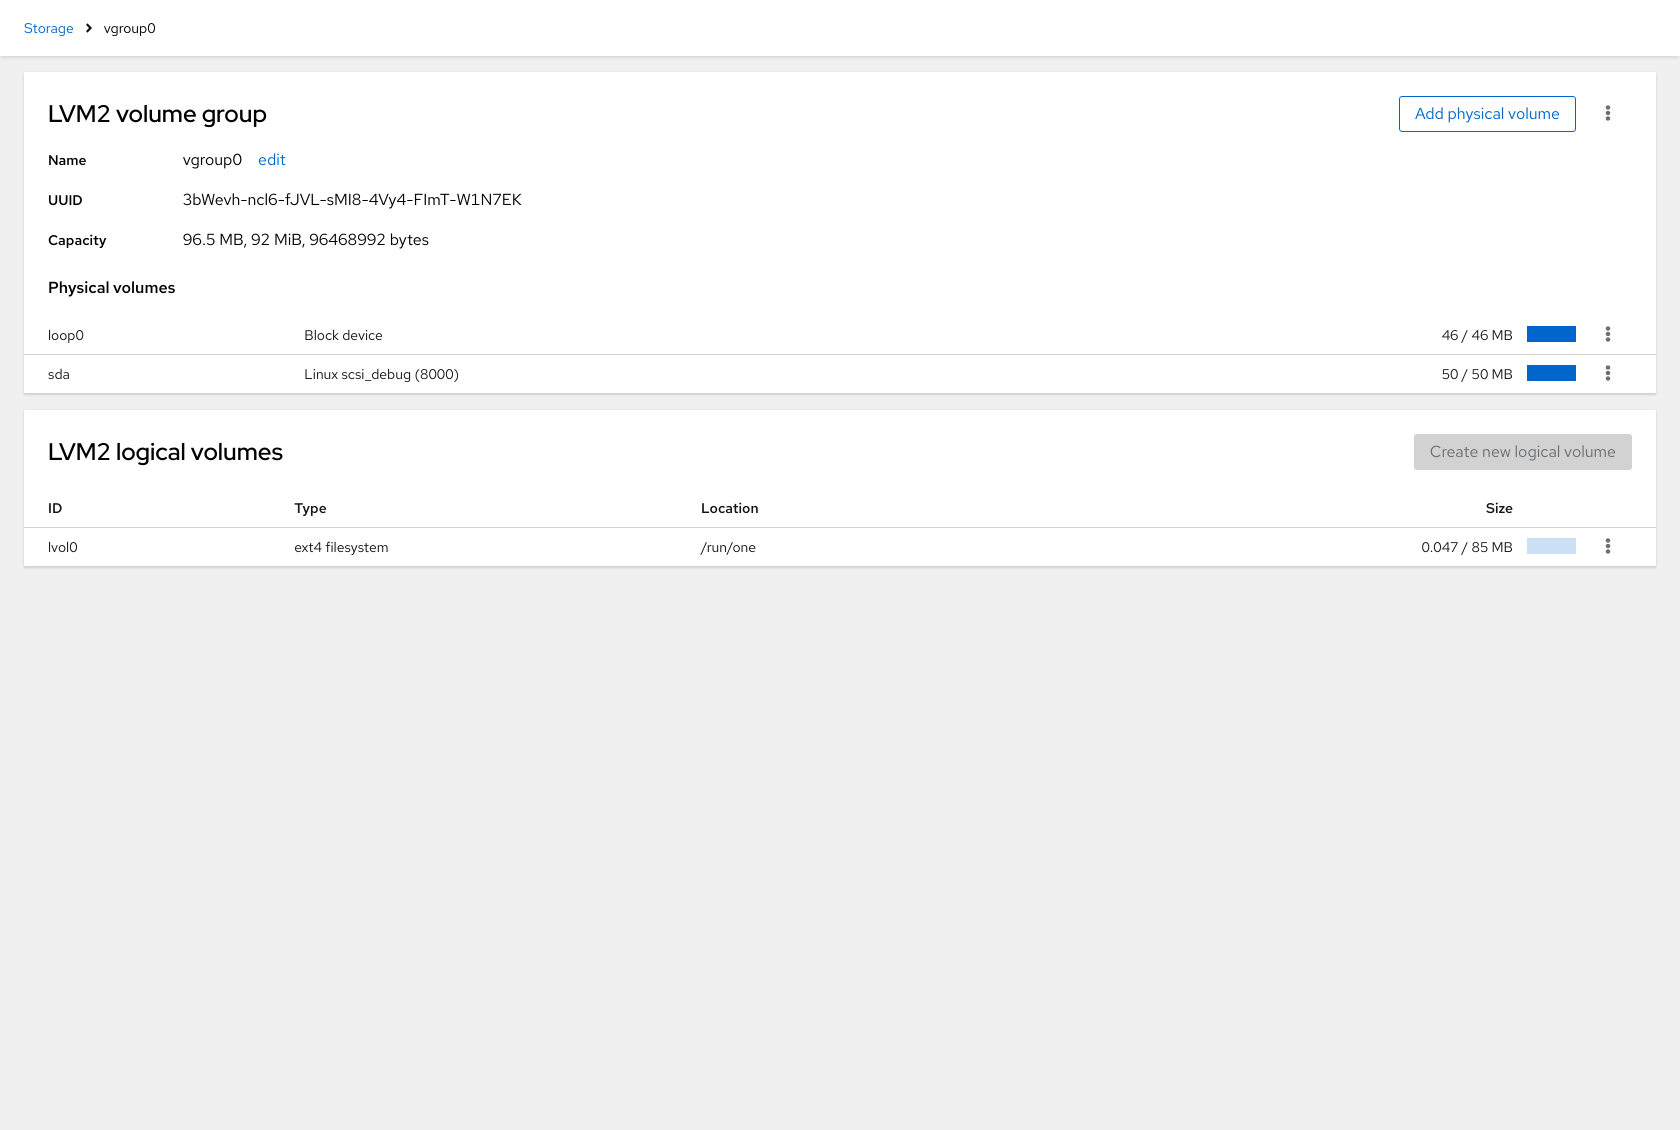 Storage > vgroup0
LVM2 volume group
Add physical volume
Name vgroup0 edit
UUID 3bWevh-ncl6-fJVL-sMI8-4Vy4-FImT-W1N7EK
Capacity 96.5 MB, 92 MiB, 96468992 bytes
Physical volumes
loop0 Block device 46 / 46 MB
sda Linux scsi_debug (8000) 50 / 50 MB
LVM2 logical volumes
Create new logical volume
ID Type Location Size
lvol0 ext4 filesystem /run/one 0.047 / 85 MB